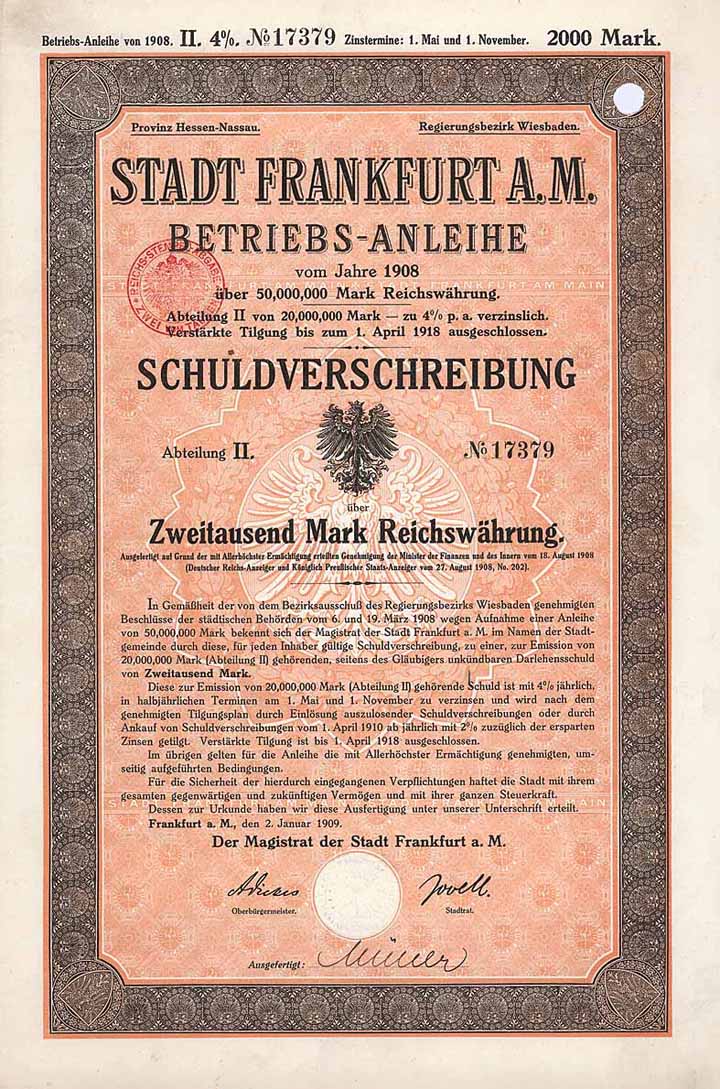 Betriebs-Anleihe von 1908. II. 4%. № 17379 Zinstermine: 1. Mai und 1. November. 2000 Mark.
Provinz Hessen-Nassau. Regierungsbezirk Wiesbaden.
STADT FRANKFURT A. M.
BETRIEBS-ANLEIHE
vom Jahre 1908
über 50,000,000 Mark Reichswährung.
Abteilung II von 20,000,000 Mark — zu 4% p. a. verzinslich.
Verstärkte Tilgung bis zum 1. April 1918 ausgeschlossen.
SCHULDVERSCHREIBUNG
Abteilung II. № 17379
über
Zweitausend Mark Reichswährung.
Ausgefertigt auf Grund der mit Allerhöchster Ermächtigung erteilten Genehmigung der Minister der Finanzen und des Innern vom 18. August 1908
(Deutscher Reichs-Anzeiger und Königlich Preußischer Staats-Anzeiger vom 27. August 1908, No. 202).
In Gemäßheit der von dem Bezirksausschuß des Regierungsbezirks Wiesbaden genehmigten
Beschlüsse der städtischen Behörden vom 6. und 19. März 1908 wegen Aufnahme einer Anleihe
von 50,000,000 Mark bekennt sich der Magistrat der Stadt Frankfurt a. M. im Namen der Stadt-
gemeinde durch diese, für jeden Inhaber gültige Schuldverschreibung, zu einer, zur Emission von
20,000,000 Mark (Abteilung II) gehörenden, seitens des Gläubigers unkündbaren Darlehensschuld
von Zweitausend Mark.
Diese zur Emission von 20,000,000 Mark (Abteilung II) gehörende Schuld ist mit 4% jährlich,
in halbjährlichen Terminen am 1. Mai und 1. November zu verzinsen und wird nach dem
genehmigten Tilgungsplan durch Einlösung auszulosender Schuldverschreibungen oder durch
Ankauf von Schuldverschreibungen vom 1. April 1910 ab jährlich mit 2% zuzüglich der ersparten
Zinsen getilgt. Verstärkte Tilgung ist bis 1. April 1918 ausgeschlossen.
Im übrigen gelten für die Anleihe die mit Allerhöchster Ermächtigung genehmigten, um-
seitig aufgeführten Bedingungen.
Für die Sicherheit der hierdurch eingegangenen Verpflichtungen haftet die Stadt mit ihrem
gesamten gegenwärtigen und zukünftigen Vermögen und mit ihrer ganzen Steuerkraft.
Dessen zur Urkunde haben wir diese Ausfertigung unter unserer Unterschrift erteilt.
Frankfurt a. M., den 2. Januar 1909.
Der Magistrat der Stadt Frankfurt a. M.
Adickes
Oberbürgermeister. Stadtrat.
Ausgefertigt: